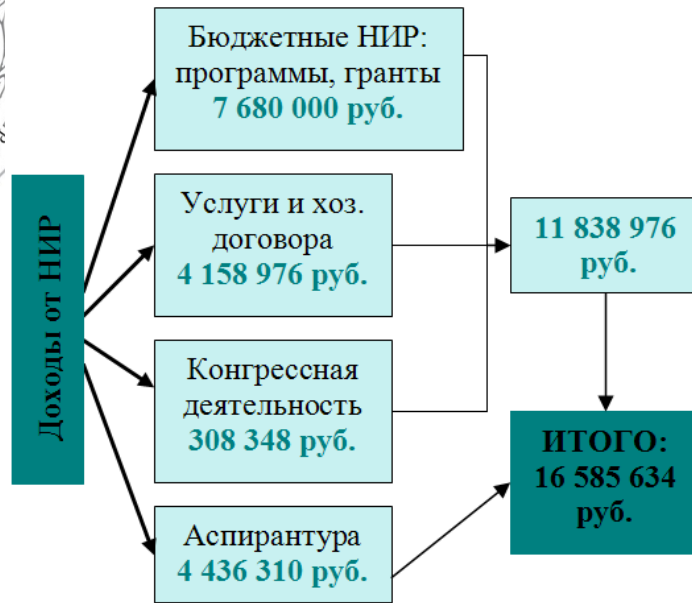 Доходы от НИР
Бюджетные НИР:
программы, гранты
7 680 000 руб.
Услуги и хоз.
договора
4 158 976 руб.
Конгрессная
деятельность
308 348 руб.
Аспирантура
4 436 310 руб.
11 838 976
руб.
ИТОГО:
16 585 634
руб.